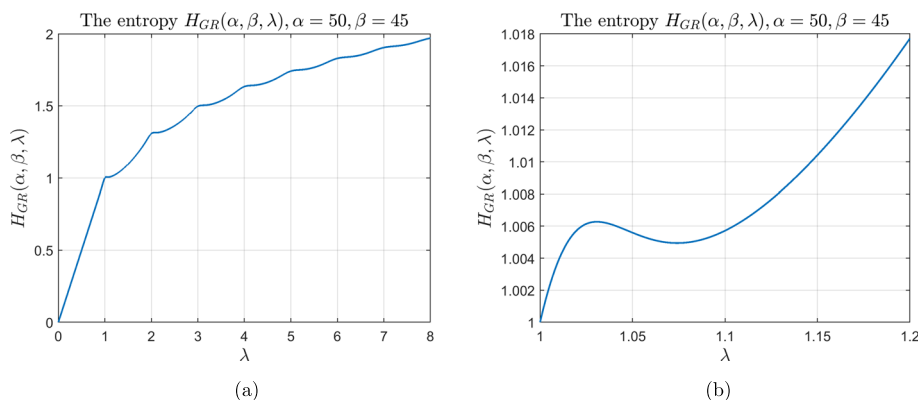 The entropy H_GR(α, β, λ), α = 50, β = 45
H_GR(α, β, λ)
2
1.5
1
0.5
0
0 1 2 3 4 5 6 7 8
λ
(a)
The entropy H_GR(α, β, λ), α = 50, β = 45
H_GR(α, β, λ)
1.018
1.016
1.014
1.012
1.01
1.008
1.006
1.004
1.002
1
1 1.05 1.1 1.15 1.2
λ
(b)